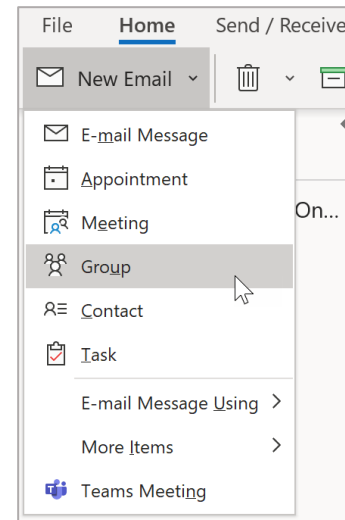 File Home Send / Receive
New Email
E-mail Message
Appointment
On...
Meeting
Group
Contact
Task
E-mail Message Using
More Items
Teams Meeting